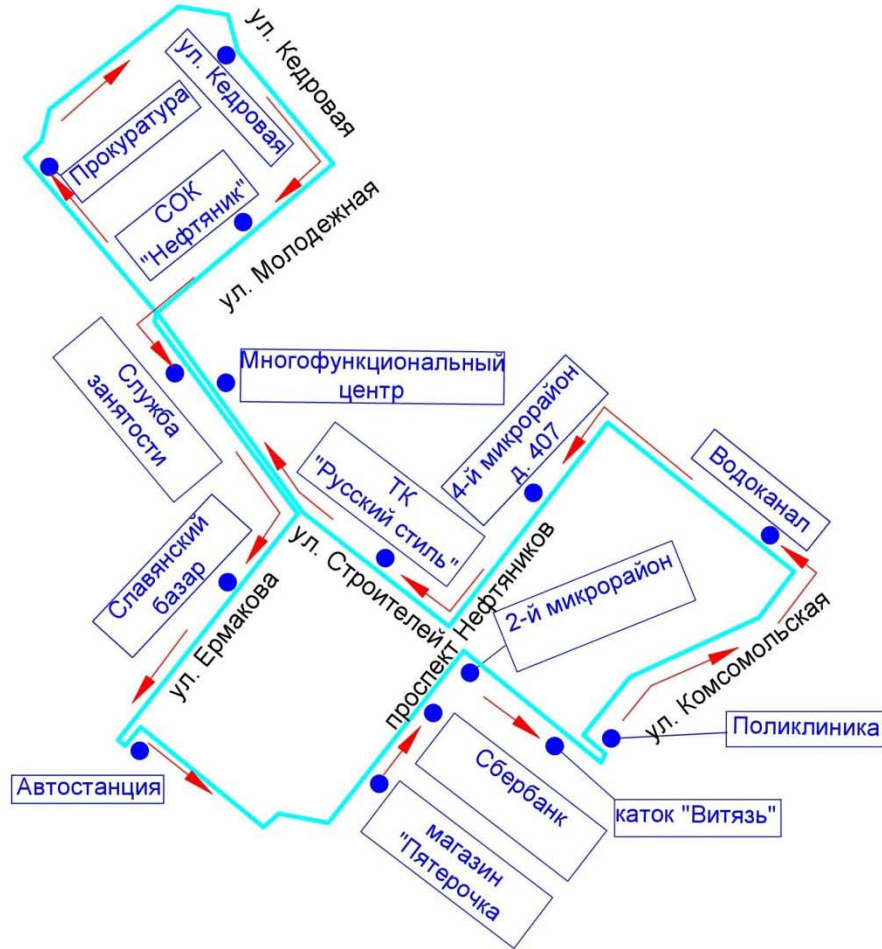 ул. Кедровая
ул. Кедровая
Прокуратура
СОК
"Нефтяник"
ул. Молодежная
Многофункциональный
центр
Служба
занятости
4-й микрорайон
д. 407
Водоканал
ТК
"Русский стиль"
Славянский
базар
ул. Строителей
проспект Нефтяников
2-й микрорайон
ул. Ермакова
ул. Комсомольская
Поликлиника
Автостанция
Сбербанк
каток "Витязь"
магазин
"Пятерочка